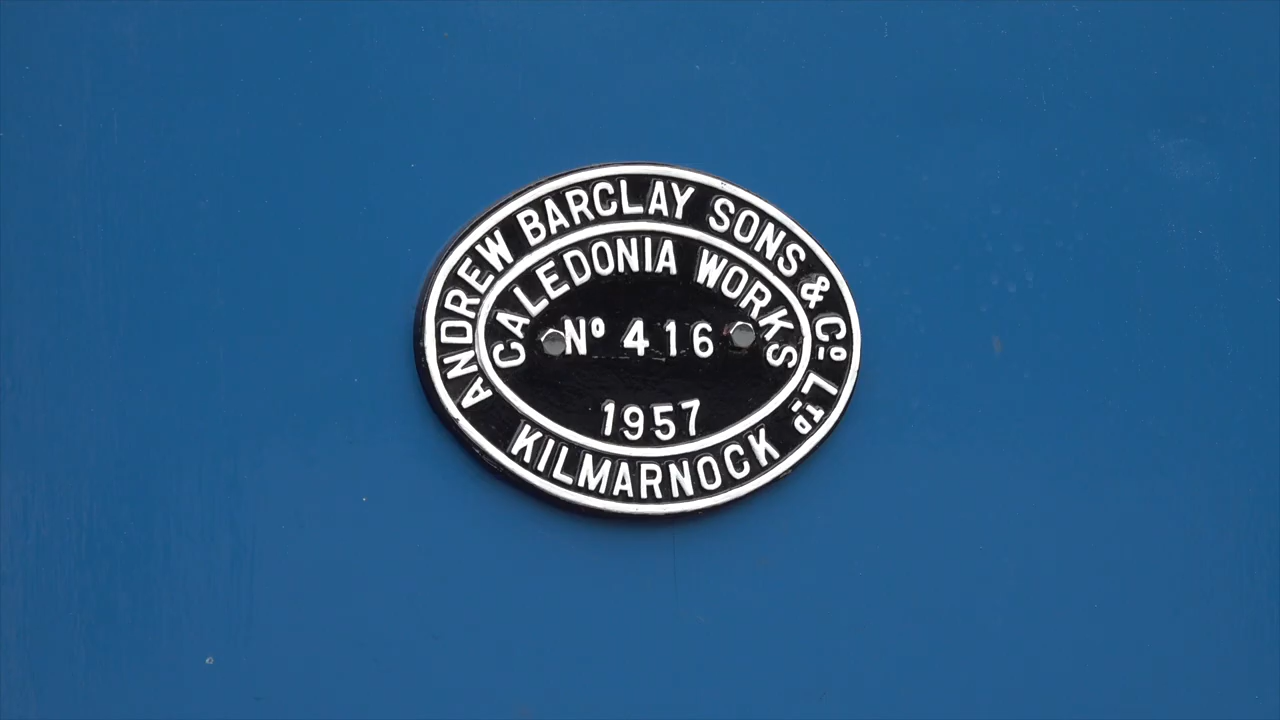 ANDREW BARCLAY SONS & Cº LTD
CALEDONIA WORKS
Nº 416
1957
KILMARNOCK